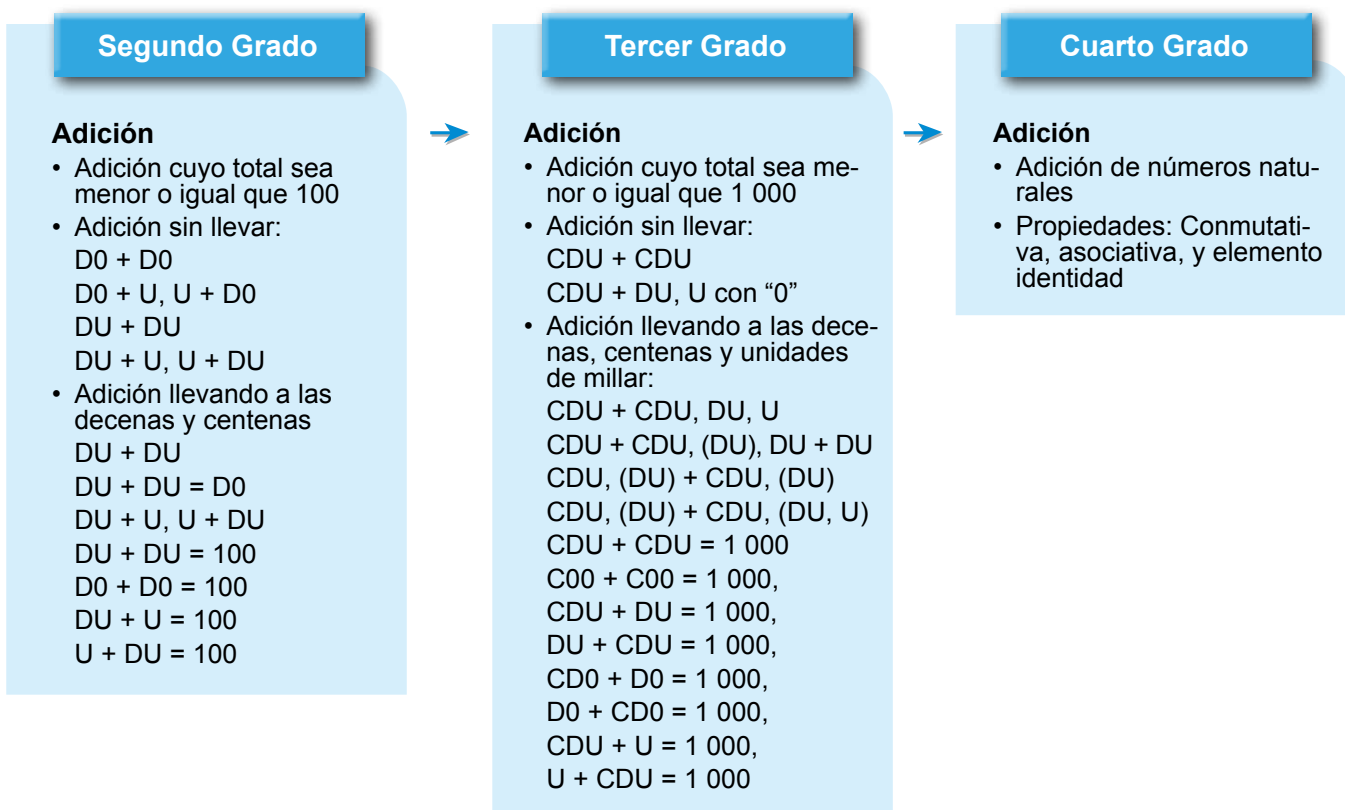 Segundo Grado
Adición
• Adición cuyo total sea
menor o igual que 100
• Adición sin llevar:
D0 + D0
D0 + U, U + D0
DU + DU
DU + U, U + DU
• Adición llevando a las
decenas y centenas
DU + DU
DU + DU = D0
DU + U, U + DU
DU + DU = 100
D0 + D0 = 100
DU + U = 100
U + DU = 100
Tercer Grado
Adición
• Adición cuyo total sea me-
nor o igual que 1 000
• Adición sin llevar:
CDU + CDU
CDU + DU, U con “0”
• Adición llevando a las dece-
nas, centenas y unidades
de millar:
CDU + CDU, DU, U
CDU + CDU, (DU), DU + DU
CDU, (DU) + CDU, (DU)
CDU, (DU) + CDU, (DU, U)
CDU + CDU = 1 000
C00 + C00 = 1 000,
CDU + DU = 1 000,
DU + CDU = 1 000,
CD0 + D0 = 1 000,
D0 + CD0 = 1 000,
CDU + U = 1 000,
U + CDU = 1 000
Cuarto Grado
Adición
• Adición de números natu-
rales
• Propiedades: Conmutati-
va, asociativa, y elemento
identidad